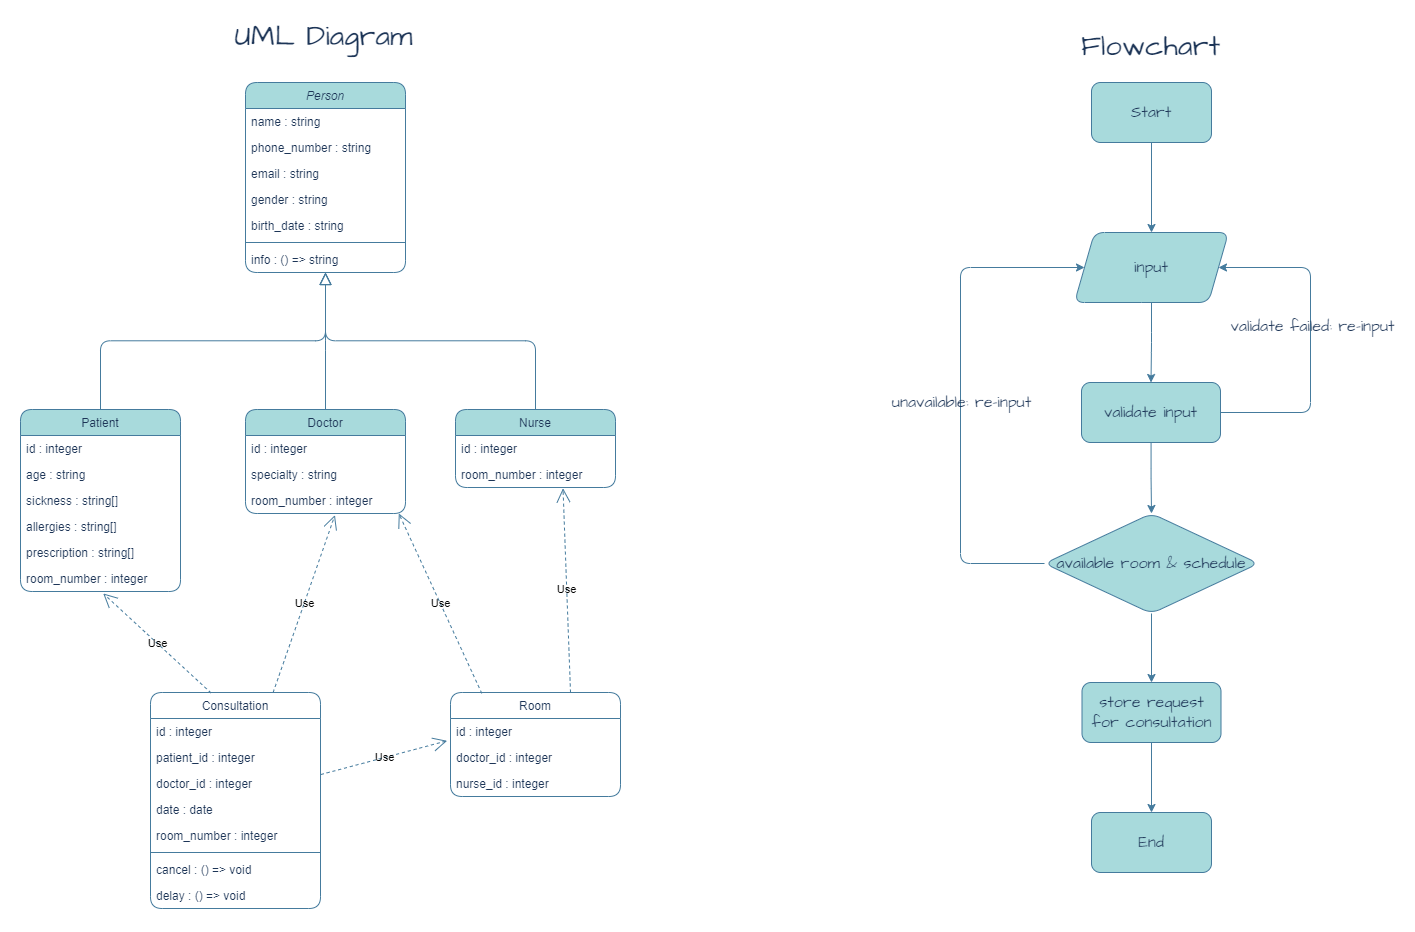 UML Diagram
Person
name : string
phone_number : string
email : string
gender : string
birth_date : string
info : () => string
Patient
id : integer
age : string
sickness : string[]
allergies : string[]
prescription : string[]
room_number : integer
Doctor
id : integer
specialty : string
room_number : integer
Nurse
id : integer
room_number : integer
Use
Use
Use
Use
Consultation
id : integer
patient_id : integer
doctor_id : integer
date : date
room_number : integer
cancel : () => void
delay : () => void
Use
Room
id : integer
doctor_id : integer
nurse_id : integer
Flowchart
Start
input
validate failed: re-input
unavailable: re-input
validate input
available room & schedule
store request
for consultation
End